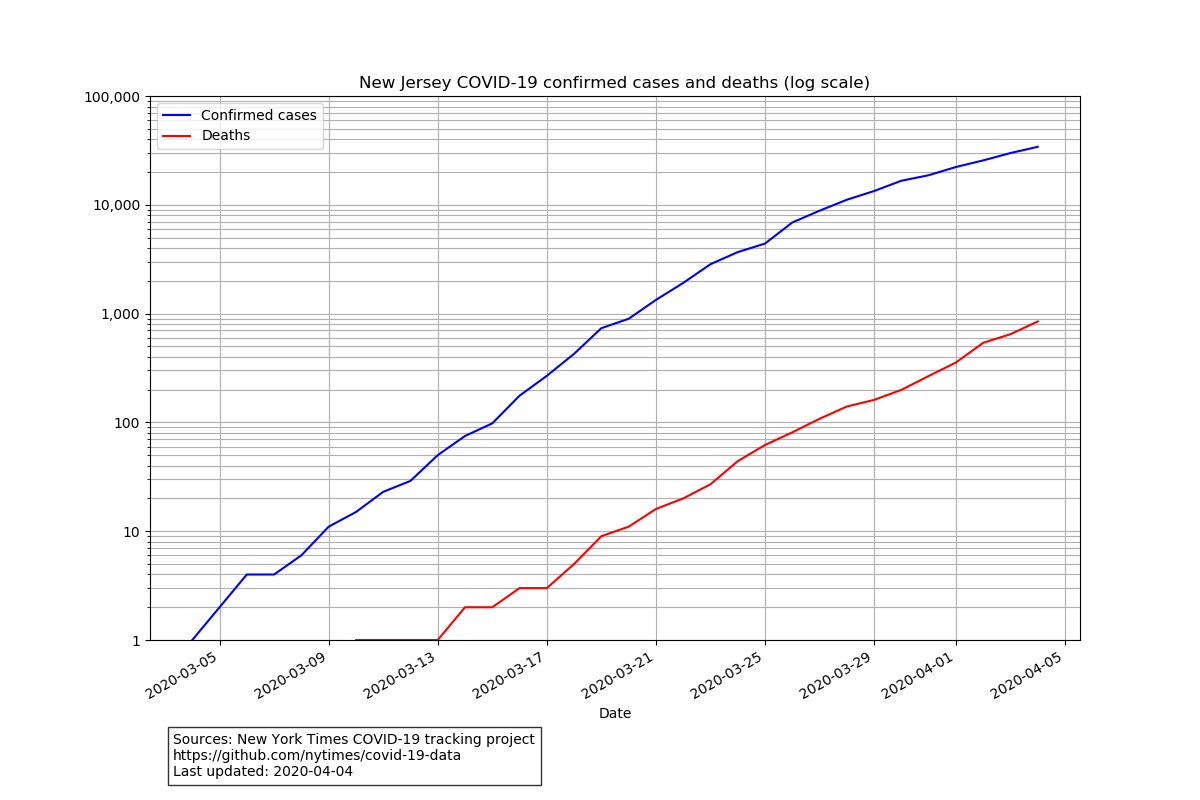 New Jersey COVID-19 confirmed cases and deaths (log scale)
100,000
Confirmed cases
Deaths
10,000
1,000
100
10
1
2020-03-05
2020-03-09
2020-03-13
2020-03-17
2020-03-21
2020-03-25
2020-03-29
2020-04-01
2020-04-05
Date
Sources: New York Times COVID-19 tracking project
https://github.com/nytimes/covid-19-data
Last updated: 2020-04-04